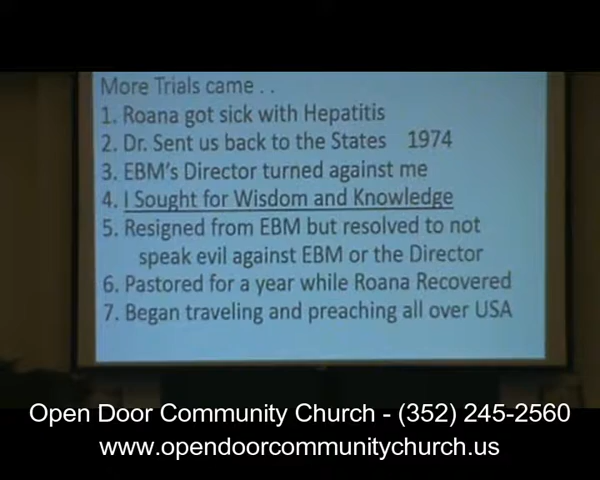 More Trials came . .
1. Roana got sick with Hepatitis
2. Dr. Sent us back to the States 1974
3. EBM's Director turned against me
4. I Sought for Wisdom and Knowledge
5. Resigned from EBM but resolved to not
speak evil against EBM or the Director
6. Pastored for a year while Roana Recovered
7. Began traveling and preaching all over USA
Open Door Community Church - (352) 245-2560
www.opendoorcommunitychurch.us